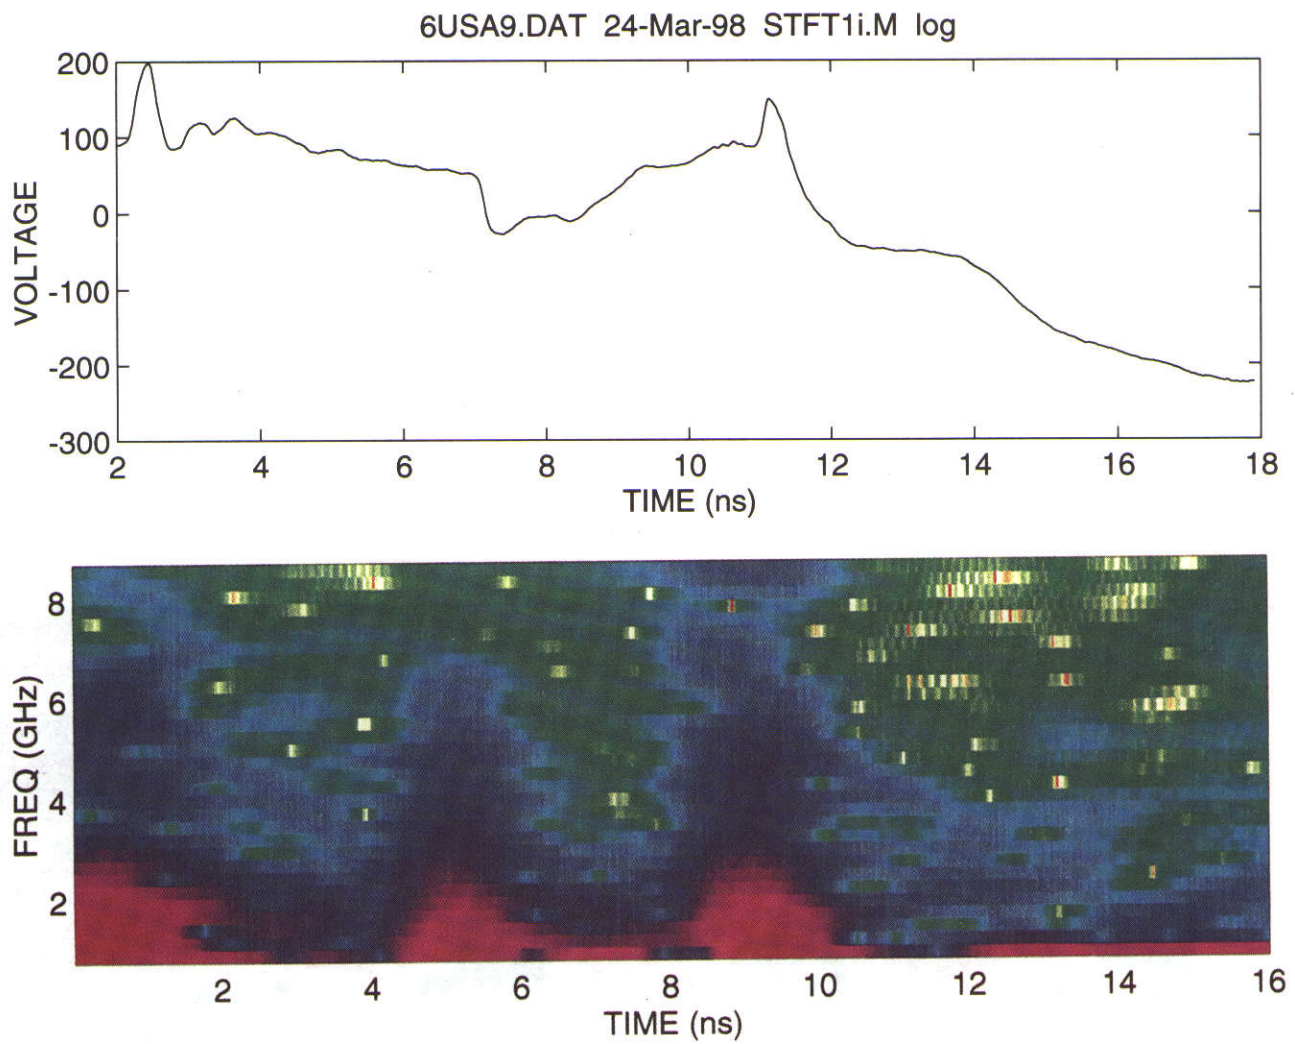 6USA9.DAT 24-Mar-98 STFT1i.M log
200
100
0
-100
-200
-300
VOLTAGE
2 4 6 8 10 12 14 16 18
TIME (ns)
8
6
4
2
FREQ (GHz)
2 4 6 8 10 12 14 16
TIME (ns)